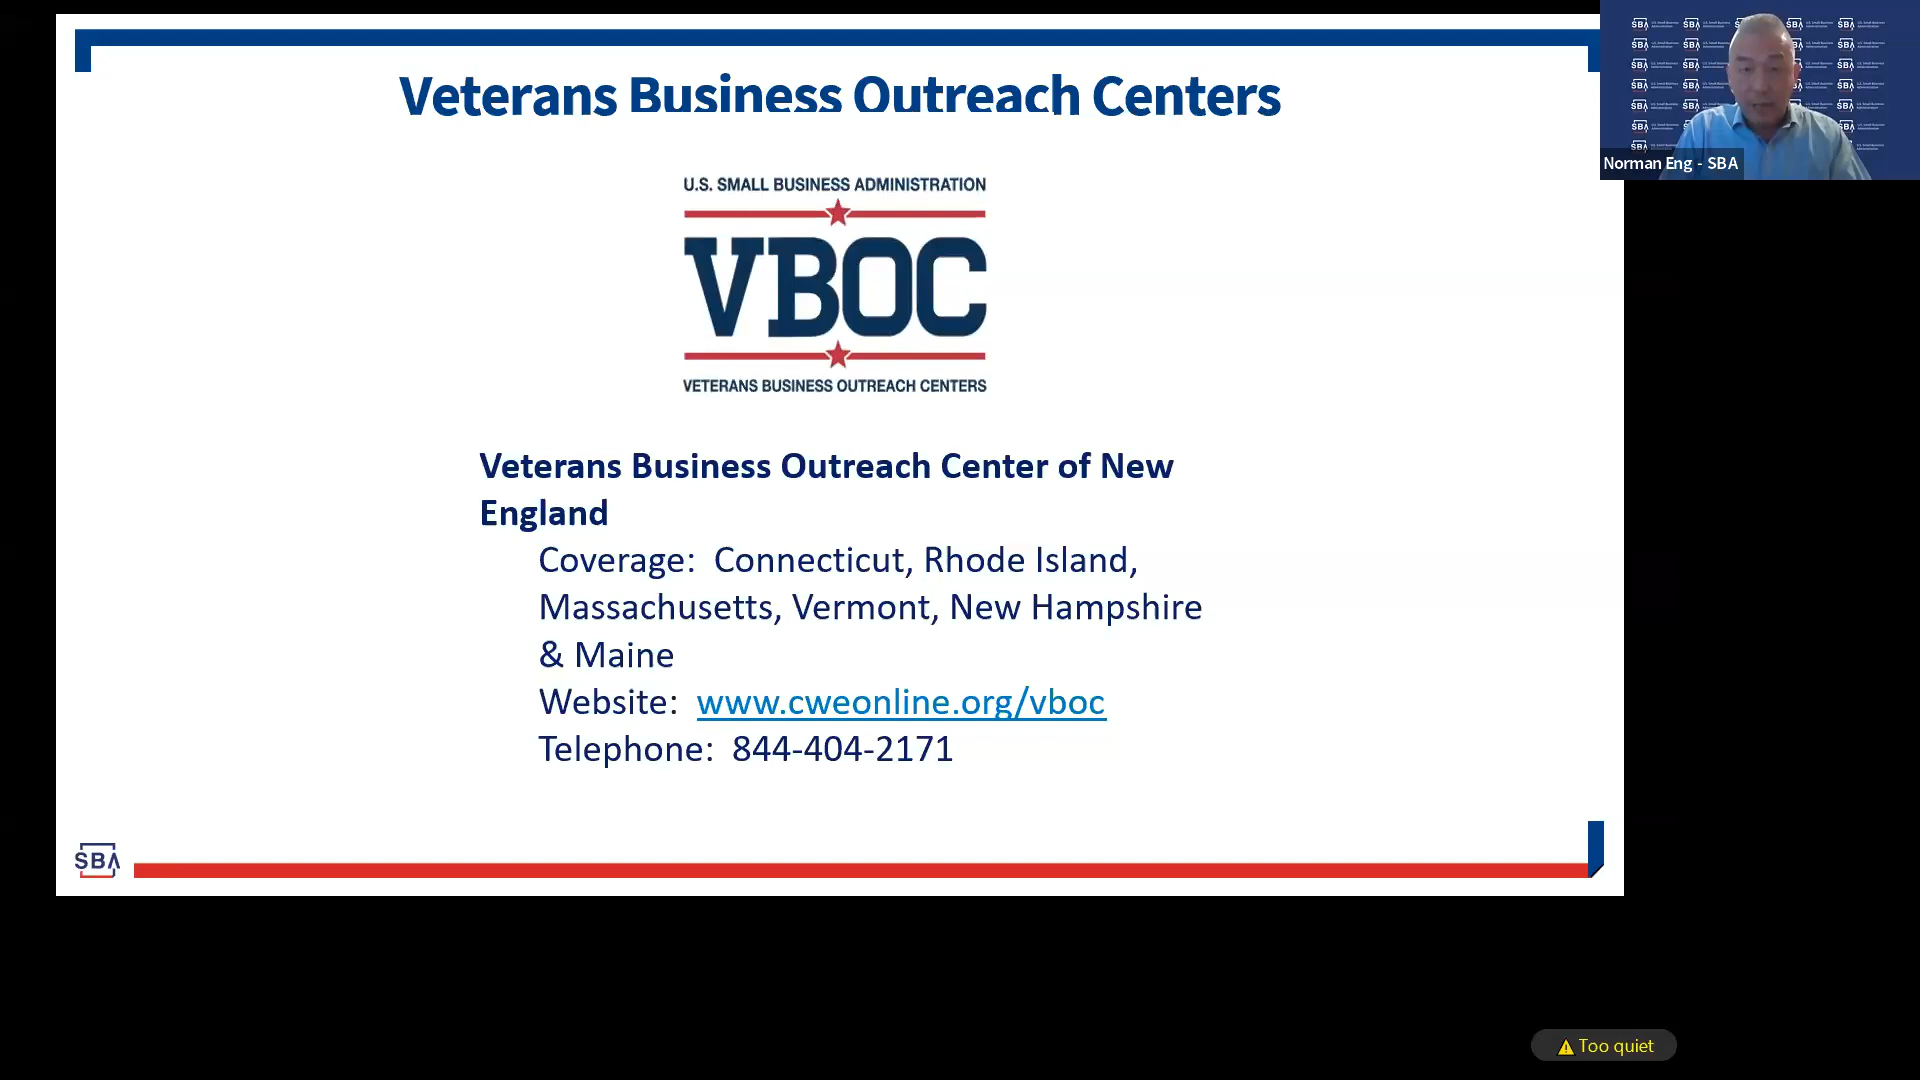 Veterans Business Outreach Centers
U.S. SMALL BUSINESS ADMINISTRATION
VBOC
VETERANS BUSINESS OUTREACH CENTERS
Veterans Business Outreach Center of New
England
Coverage: Connecticut, Rhode Island,
Massachusetts, Vermont, New Hampshire
& Maine
Website: www.cweonline.org/vboc
Telephone: 844-404-2171
SBA
Norman Eng - SBA
Too quiet